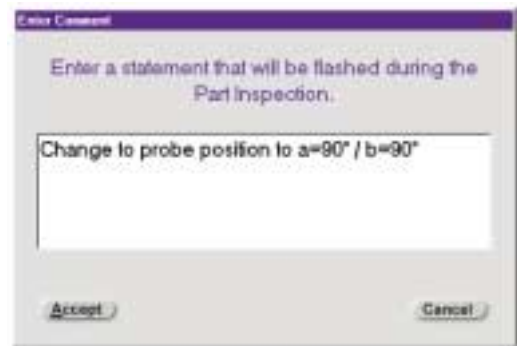 Enter Comment
Enter a statement that will be flashed during the
Part Inspection.
Change to probe position to a=90° / b=90°
Accept
Cancel